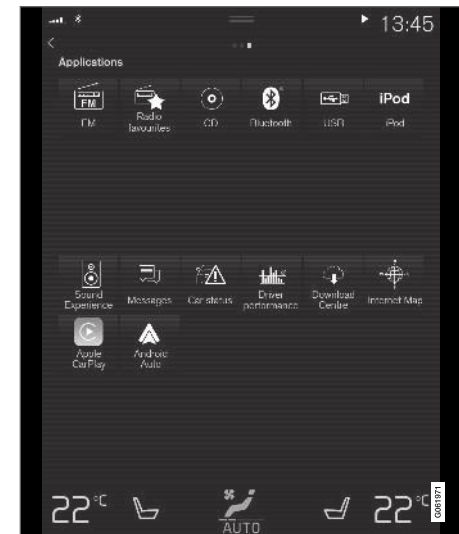 13:45
Applications
FM
iPod
FM
Radio
favourites
CD
Bluetooth
USB
iPod
Sound
Experience
Messages
Car status
Driver
performance
Download
Centre
Internet Map
Apple
CarPlay
Android
Auto
22°C
22°C
AUTO
G061971